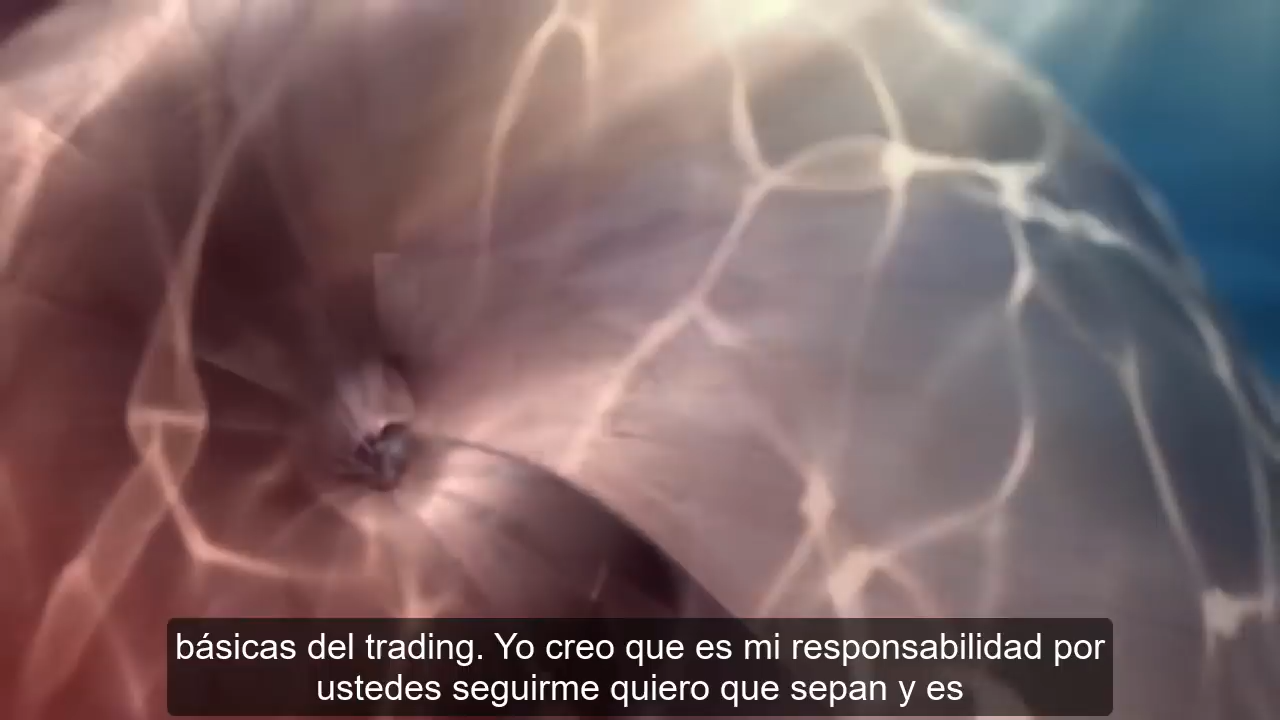 básicas del trading. Yo creo que es mi responsabilidad por
ustedes seguirme quiero que sepan y es